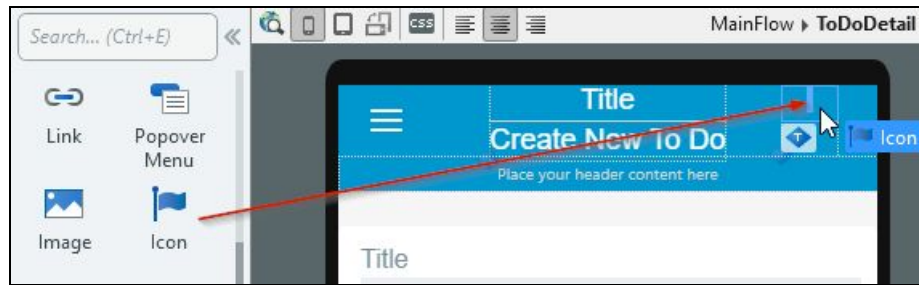 Search... (Ctrl+E)
css
MainFlow ToDoDetail
Link
Popover
Menu
Image
Icon
Title
Create New To Do
T
Place your header content here
Icon
Title